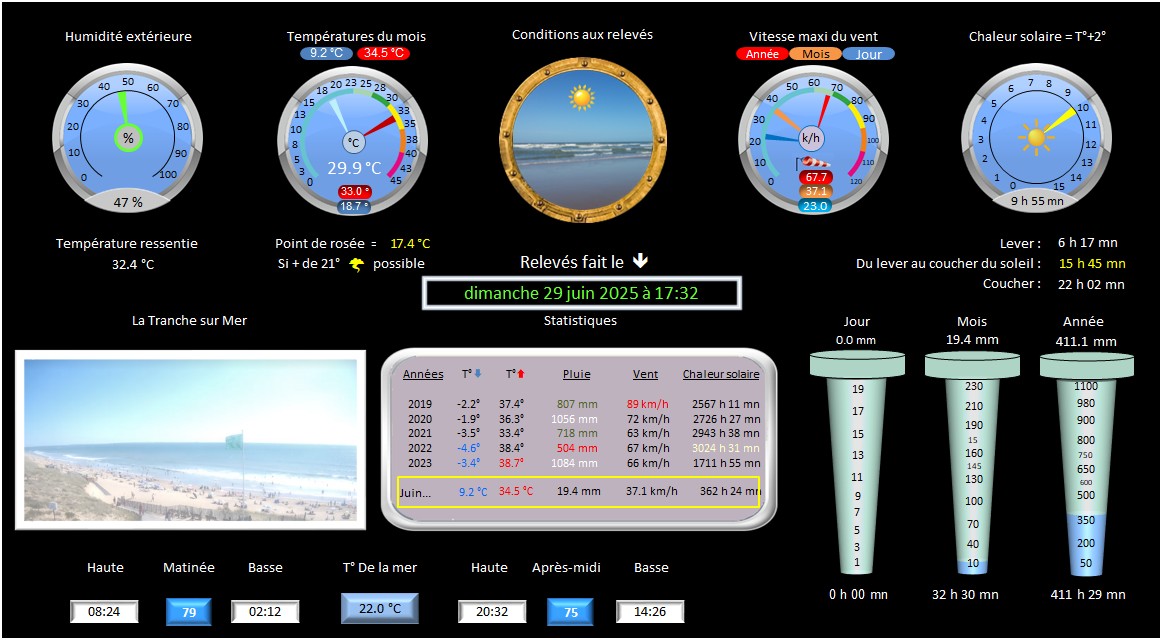 Humidité extérieure
Températures du mois
Conditions aux relevés
Vitesse maxi du vent
Chaleur solaire = T°+2°
9.2 °C 34.5 °C
Année Mois Jour
0 10 20 30 40 50 60 70 80 90 100
%
47 %
0 3 5 8 10 13 15 18 20 23 25 28 30 33 35 38 40 43 45
°C
29.9 °C
33.0 °
18.7 °
0 10 20 30 40 50 60 70 80 90 100 110 120
k/h
67.7
37.1
23.0
0 1 2 3 4 5 6 7 8 9 10 11 12 13 14 15
9 h 55 mn
Température ressentie
32.4 °C
Point de rosée = 17.4 °C
Si + de 21° possible
Relevés fait le
dimanche 29 juin 2025 à 17:32
Lever : 6 h 17 mn
Du lever au coucher du soleil : 15 h 45 mn
Coucher : 22 h 02 mn
La Tranche sur Mer
Statistiques
Années T° T° Pluie Vent Chaleur solaire
2019 -2.2° 37.4° 807 mm 89 km/h 2567 h 11 mn
2020 -1.9° 36.3° 1056 mm 72 km/h 2726 h 27 mn
2021 -3.5° 33.4° 718 mm 63 km/h 2943 h 38 mn
2022 -4.6° 38.4° 504 mm 67 km/h 3024 h 31 mn
2023 -3.4° 38.7° 1084 mm 66 km/h 1711 h 55 mn
Juin... 9.2 °C 34.5 °C 19.4 mm 37.1 km/h 362 h 24 mn
Jour
0.0 mm
19
17
15
13
11
9
7
5
3
1
0 h 00 mn
Mois
19.4 mm
230
210
190
15
160
145
130
100
70
40
10
32 h 30 mn
Année
411.1 mm
1100
980
900
800
750
650
600
500
350
200
50
411 h 29 mn
Haute Matinée Basse
08:24 79 02:12
T° De la mer
22.0 °C
Haute Après-midi Basse
20:32 75 14:26